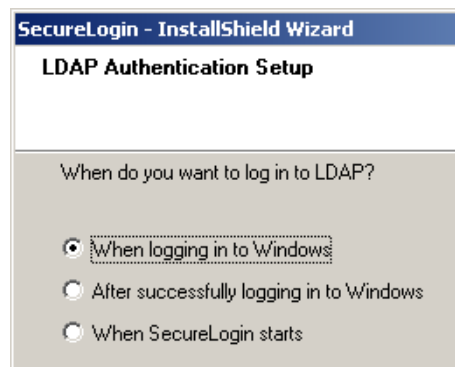 SecureLogin - InstallShield Wizard
LDAP Authentication Setup
When do you want to log in to LDAP?
When logging in to Windows
After successfully logging in to Windows
When SecureLogin starts